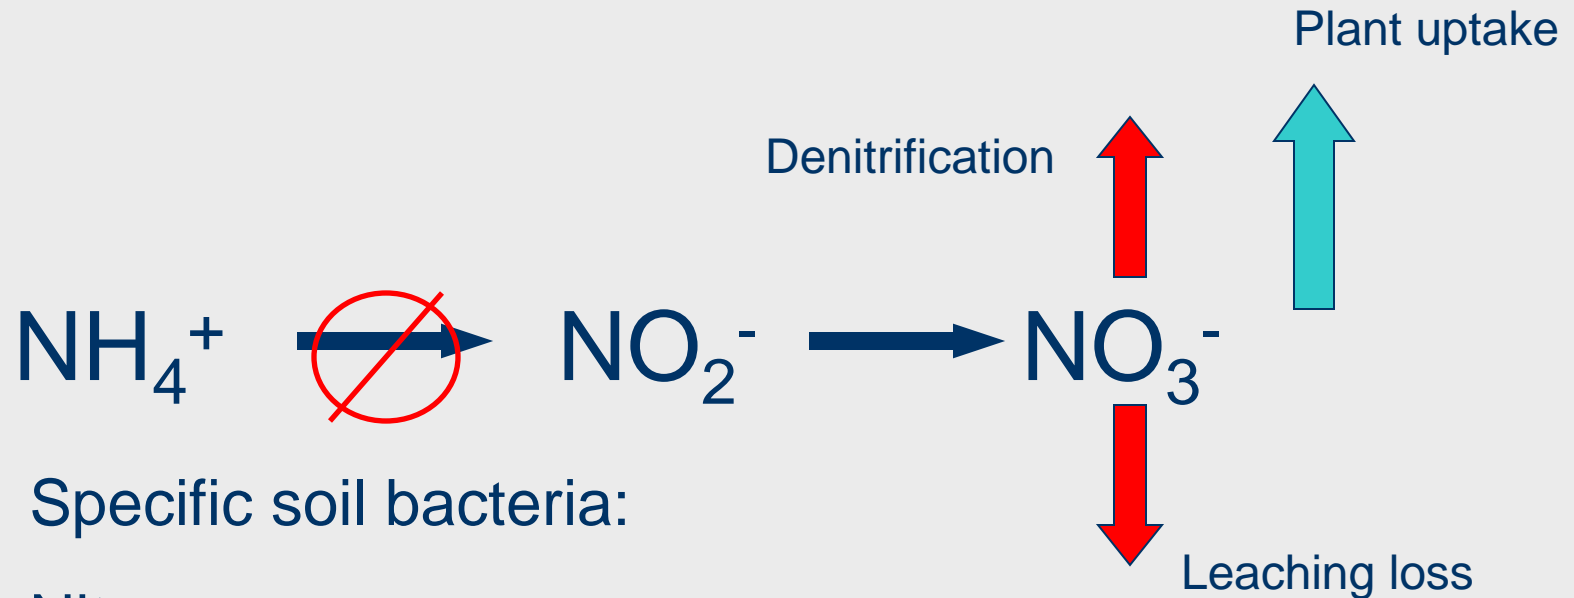 Plant uptake
Denitrification
NH₄⁺ NO₂⁻ NO₃⁻
Specific soil bacteria:
Leaching loss